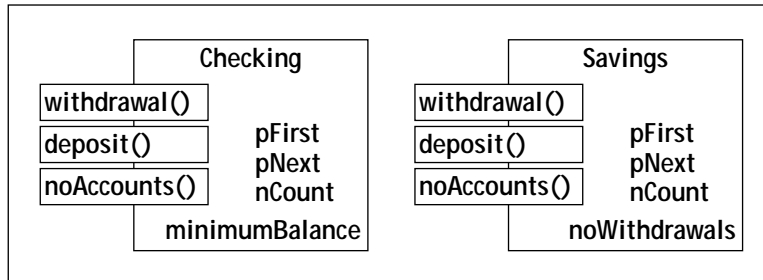 Checking
withdrawal()
deposit()
noAccounts()
pFirst
pNext
nCount
minimumBalance
Savings
withdrawal()
deposit()
noAccounts()
pFirst
pNext
nCount
noWithdrawals